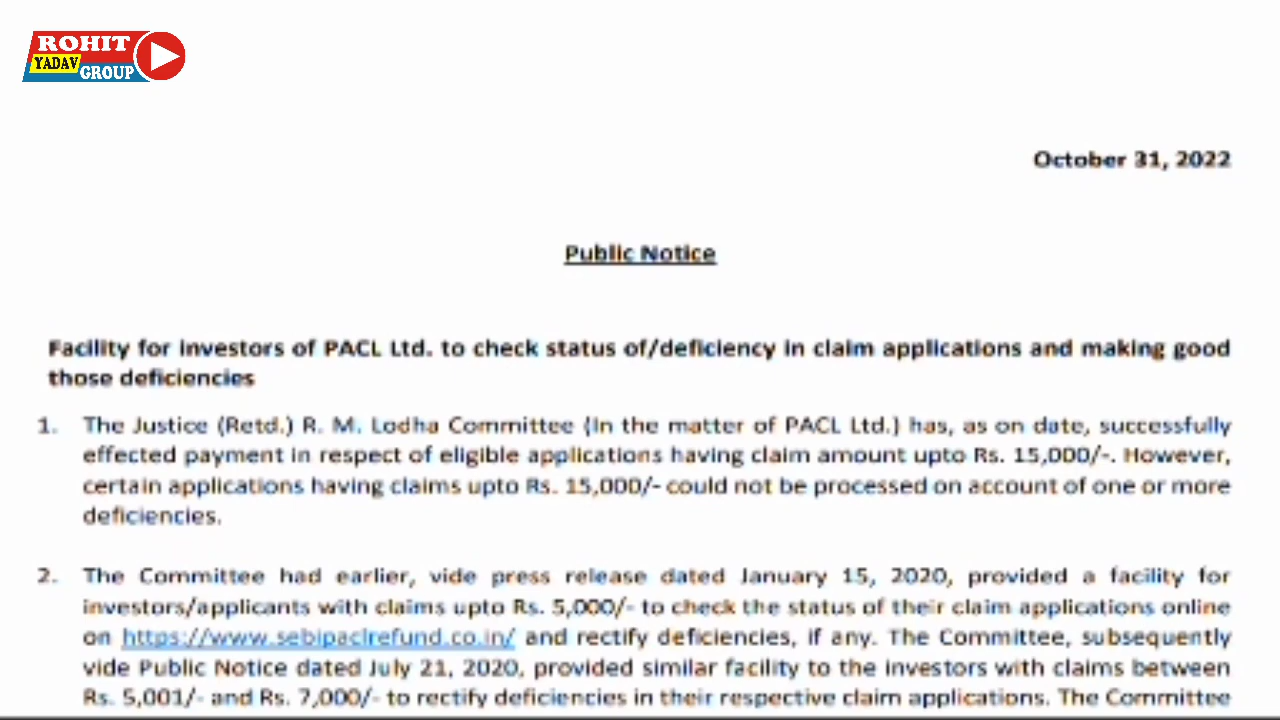 ROHIT
YADAV
GROUP
October 31, 2022
Public Notice
Facility for investors of PACL Ltd. to check status of/deficiency in claim applications and making good
those deficiencies
1. The Justice (Retd.) R. M. Lodha Committee (in the matter of PACL Ltd.) has, as on date, successfully
effected payment in respect of eligible applications having claim amount upto Rs. 15,000/-. However,
certain applications having claims upto Rs. 15,000/- could not be processed on account of one or more
deficiencies.
2. The Committee had earlier, vide press release dated January 15, 2020, provided a facility for
investors/applicants with claims upto Rs. 5,000/- to check the status of their claim applications online
on https://www.sebipaclrefund.co.in/ and rectify deficiencies, if any. The Committee, subsequently
vide Public Notice dated July 21, 2020, provided similar facility to the investors with claims between
Rs. 5,001/- and Rs. 7,000/- to rectify deficiencies in their respective claim applications. The Committee